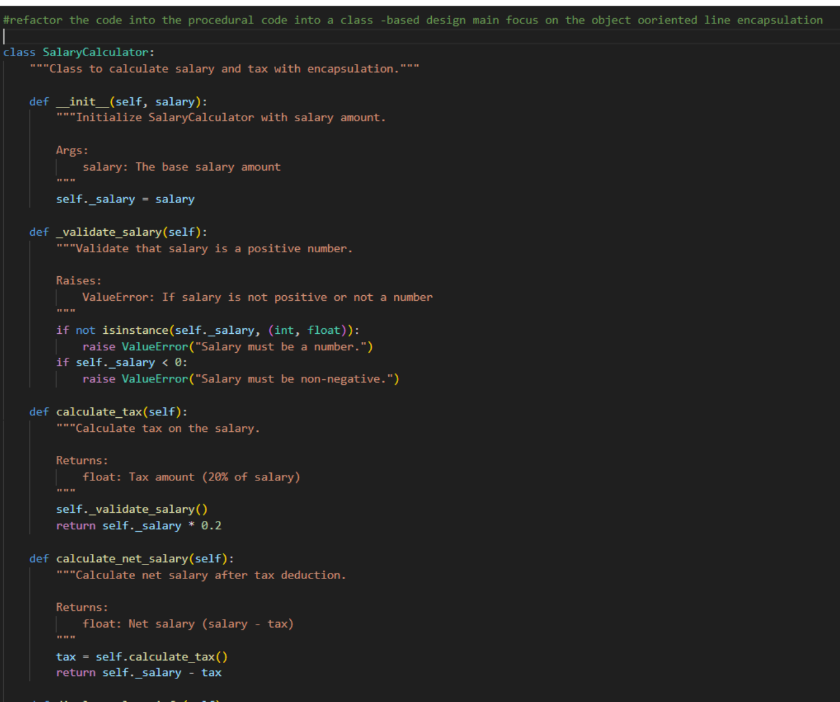 #refactor the code into the procedural code into a class -based design main focus on the object ooriented line encapsulation
class SalaryCalculator:
    """Class to calculate salary and tax with encapsulation."""
    def __init__(self, salary):
        """Initialize SalaryCalculator with salary amount.
        Args:
            salary: The base salary amount
        """
        self._salary = salary
    def _validate_salary(self):
        """Validate that salary is a positive number.
        Raises:
            ValueError: If salary is not positive or not a number
        """
        if not isinstance(self._salary, (int, float)):
            raise ValueError("Salary must be a number.")
        if self._salary < 0:
            raise ValueError("Salary must be non-negative.")
    def calculate_tax(self):
        """Calculate tax on the salary.
        Returns:
            float: Tax amount (20% of salary)
        """
        self._validate_salary()
        return self._salary * 0.2
    def calculate_net_salary(self):
        """Calculate net salary after tax deduction.
        Returns:
            float: Net salary (salary - tax)
        """
        tax = self.calculate_tax()
        return self._salary - tax